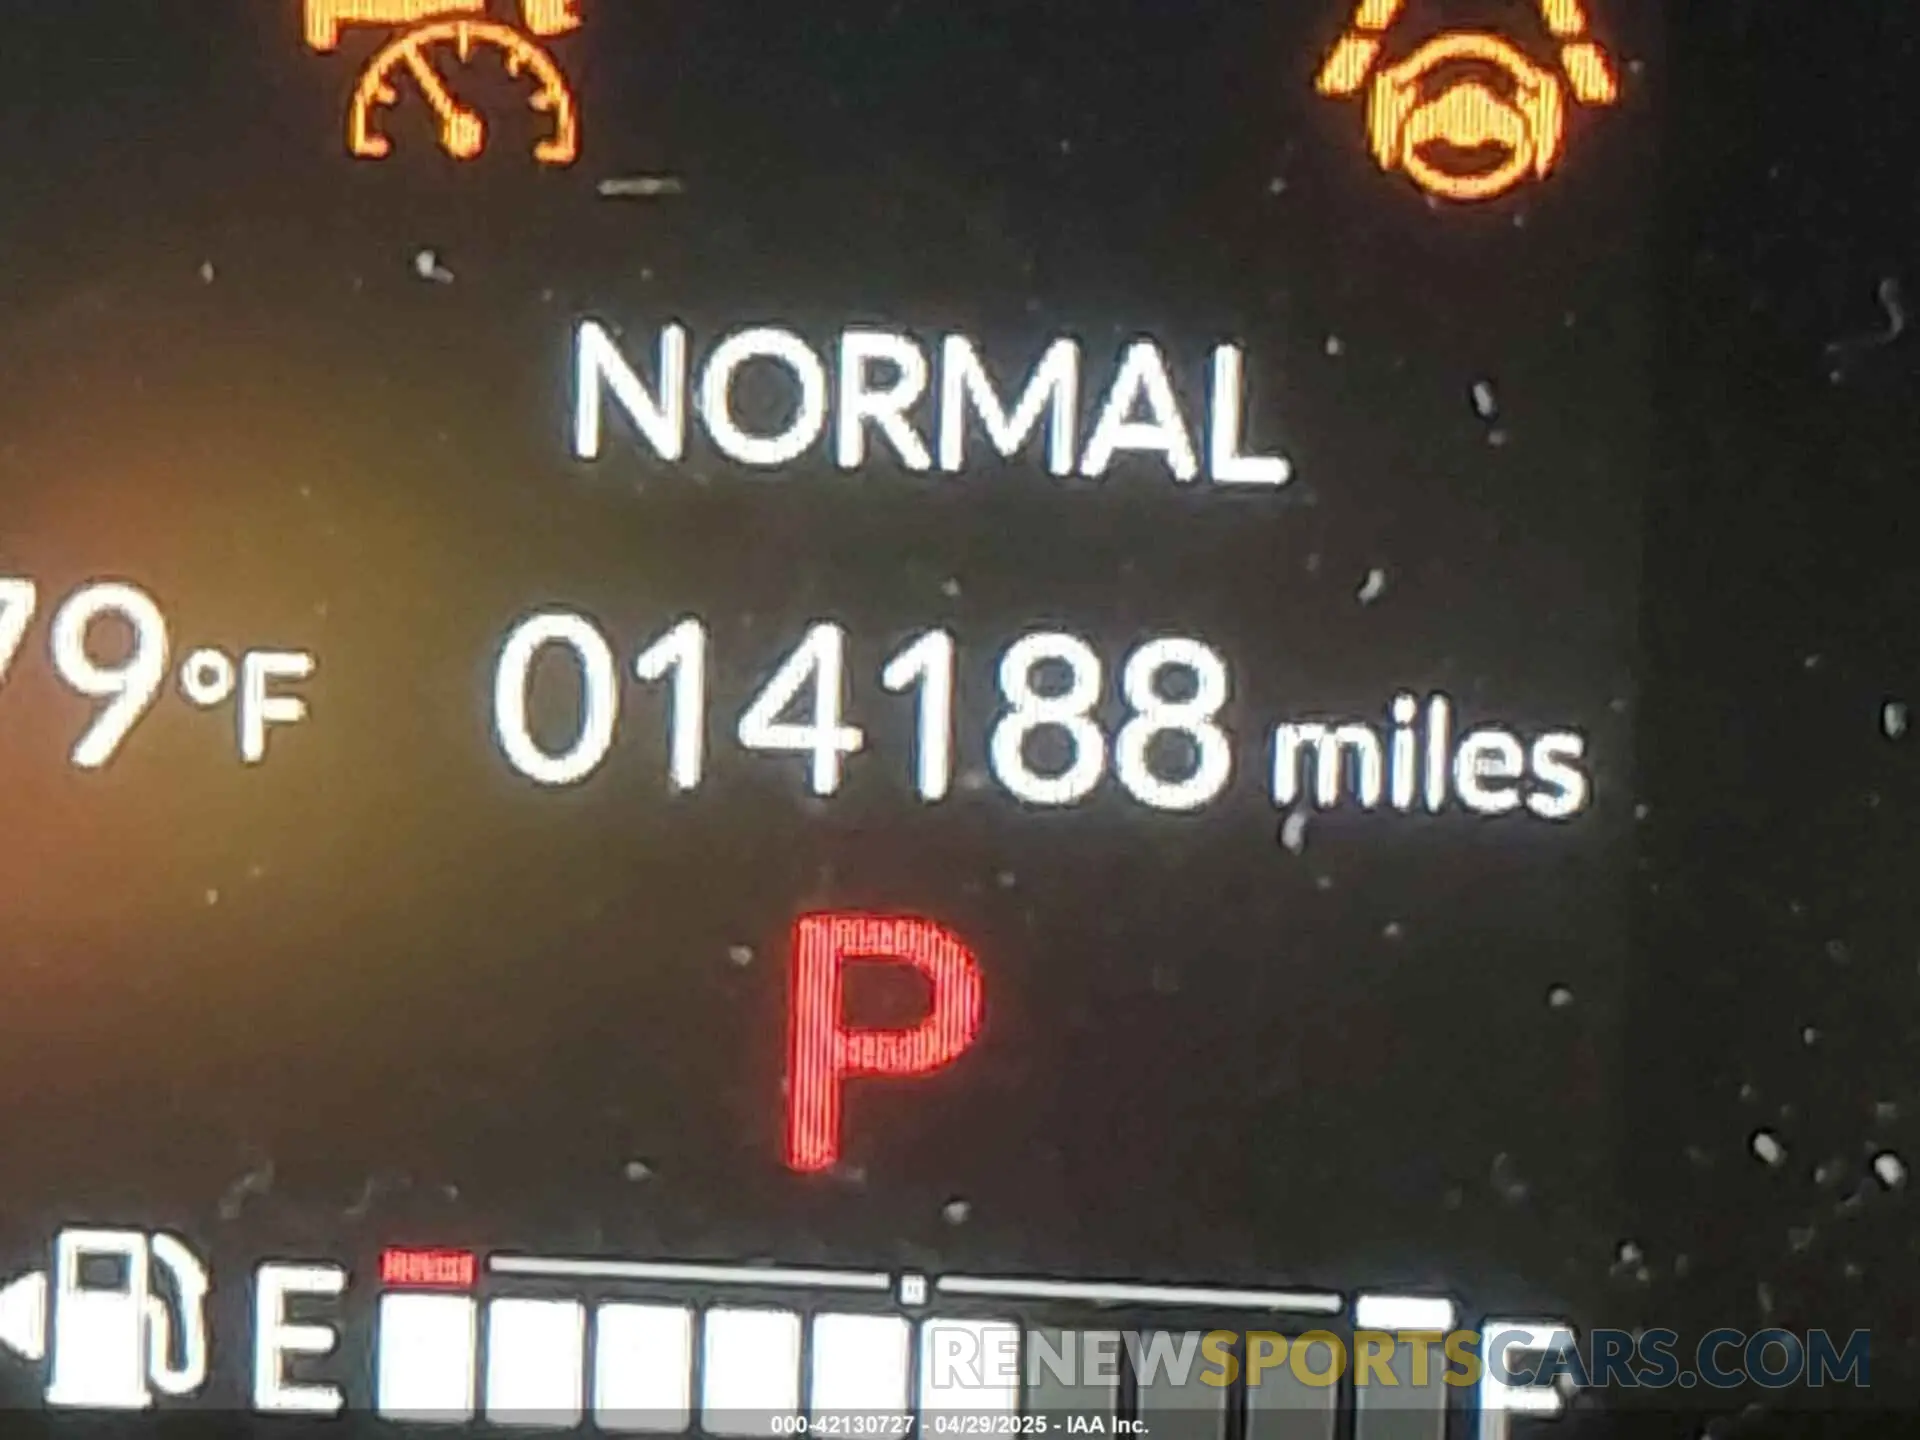 NORMAL
79°F 014188 miles
P
E F
RENEWSPORTSCARS.COM
000-42130727 - 04/29/2025 - IAA Inc.